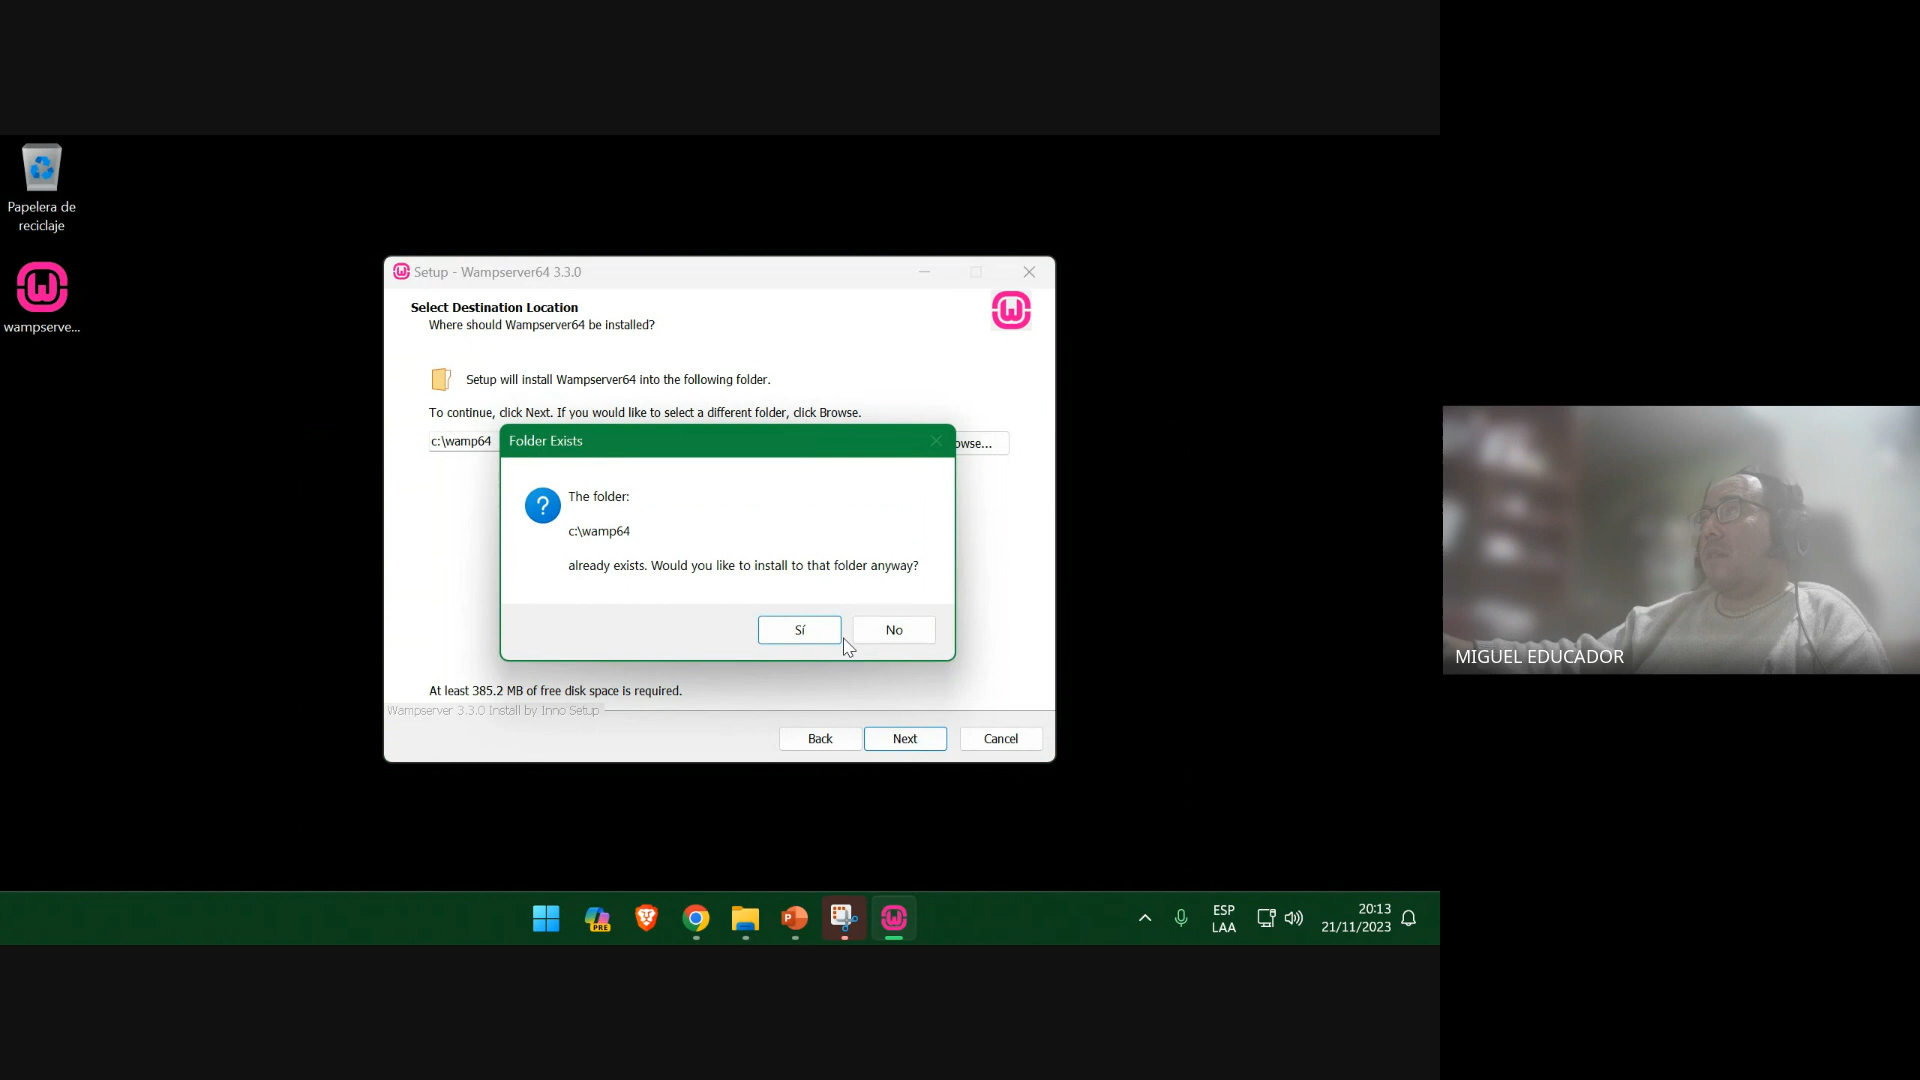 Papelera de
reciclaje
wampserve...
Setup - Wampserver64 3.3.0
Select Destination Location
Where should Wampserver64 be installed?
Setup will install Wampserver64 into the following folder.
To continue, click Next. If you would like to select a different folder, click Browse.
c:\wamp64
owse...
Folder Exists
The folder:
c:\wamp64
already exists. Would you like to install to that folder anyway?
Sí
No
At least 385.2 MB of free disk space is required.
Wampserver 3.3.0 Install by Inno Setup
Back
Next
Cancel
MIGUEL EDUCADOR
PRE
ESP
LAA
20:13
21/11/2023